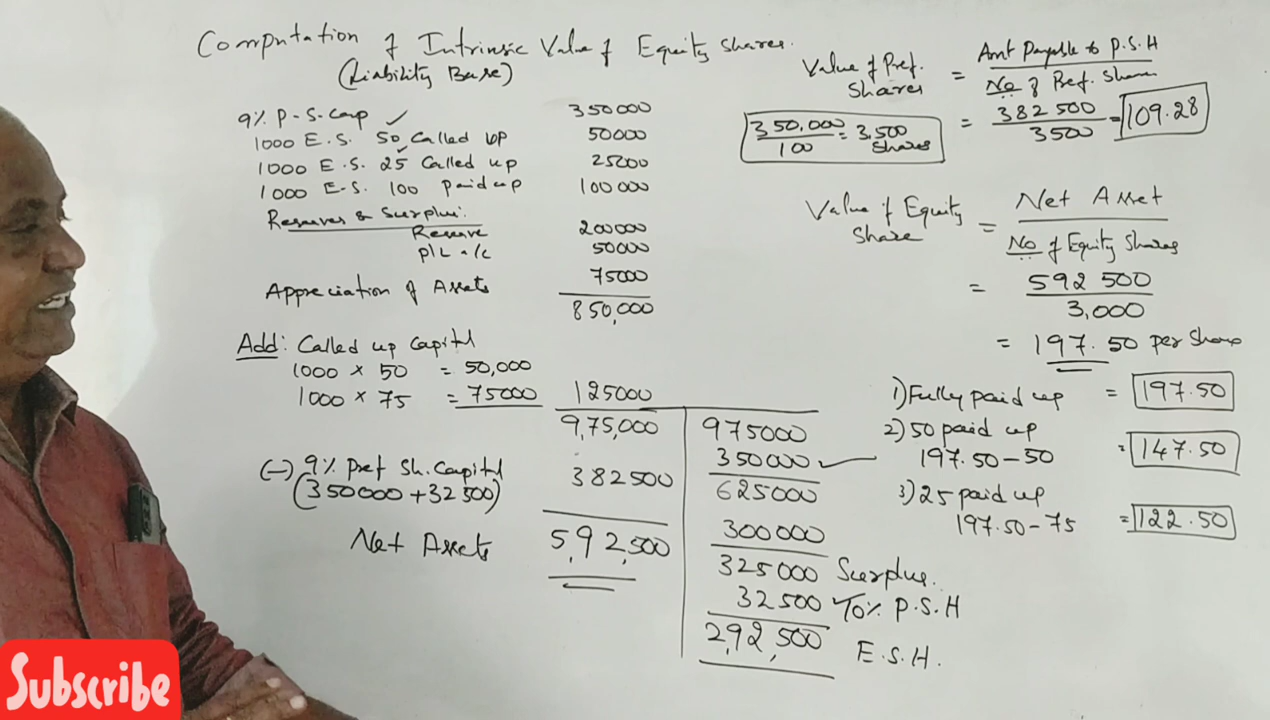 Computation of Intrinsic Value of Equity Shares.
(Liability Base)
9% P-S. Cap ✓ 350000
1000 E.S. 50 Called up 50000
1000 E.S. 25 Called up 25000
1000 E-S. 100 paid up 100000
Reserves & Surplus:
Reserve 200000
P/L a/c 50000
Appreciation of Assets 75000
850,000
Add: Called up Capital
1000 × 50 = 50,000
1000 × 75 = 75000 125000
9,75,000
(-) 9% Pref Sh. Capital 382500
(350000 + 32500)
Net Assets 5,92,500
975000
350000
625000
300000
325000 Surplus.
32500 10% P.S.H
2,92,500 E.S.H.
Value of Pref. Shares = Amt Payable to P.S.H
No of Pref. Shares
350,000 = 3,500 Shares
100
= 382500 = 109.28
3500
Value of Equity Share = Net Asset
No of Equity Shares
= 592500
3,000
= 197.50 per Share
1) Fully paid up = 197.50
2) 50 paid up
197.50 - 50 = 147.50
3) 25 paid up
197.50 - 75 = 122.50
Subscribe